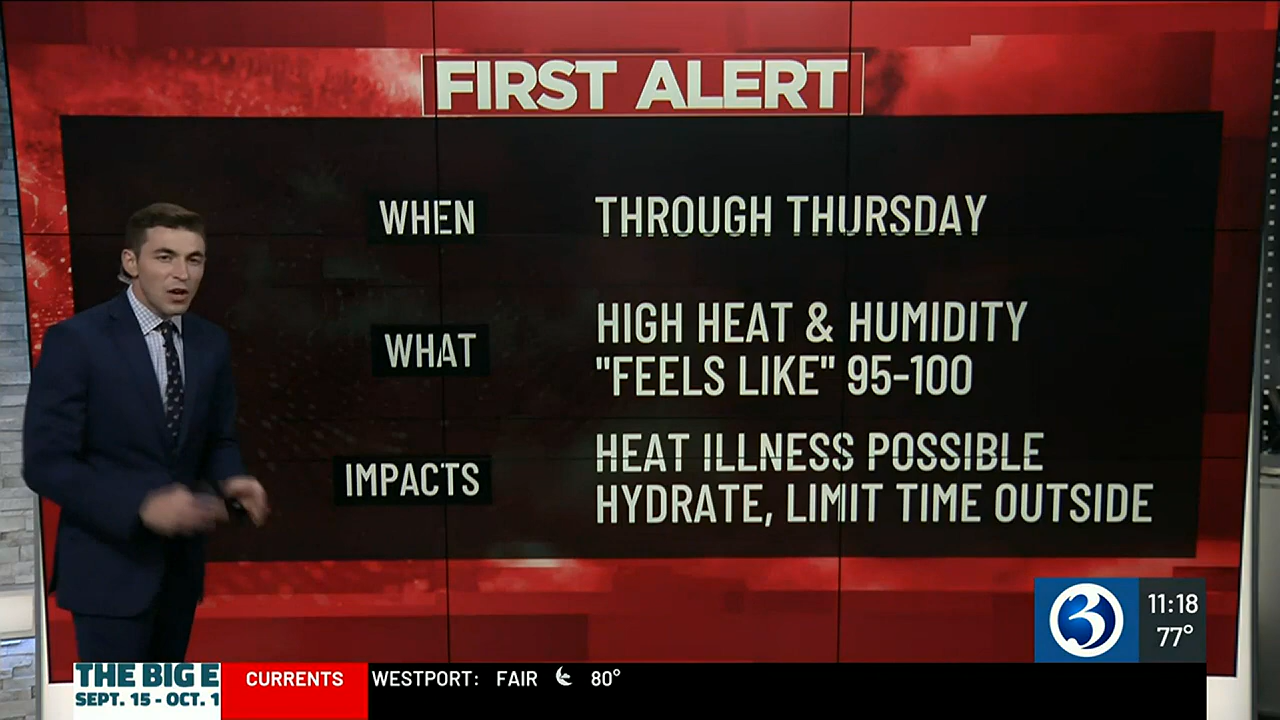 FIRST ALERT
WHEN
THROUGH THURSDAY
WHAT
HIGH HEAT & HUMIDITY
"FEELS LIKE" 95-100
IMPACTS
HEAT ILLNESS POSSIBLE
HYDRATE, LIMIT TIME OUTSIDE
3
11:18
77°
THE BIG E
SEPT. 15 - OCT. 1
CURRENTS
WESTPORT: FAIR 80°